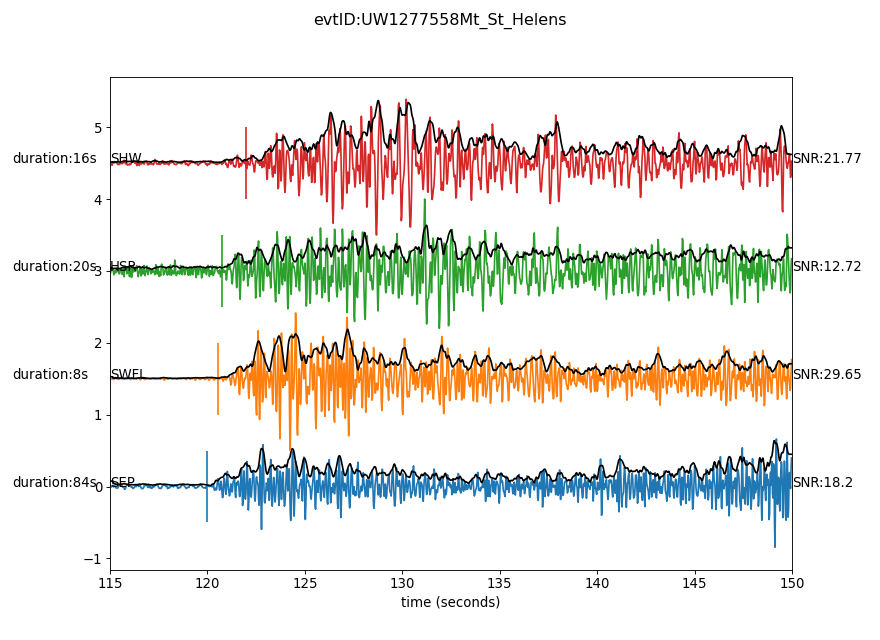 evtID:UW1277558Mt_St_Helens
5
duration:16s SHW SNR:21.77
4
duration:20s HSR SNR:12.72
3
2
duration:8s SWFL SNR:29.65
1
duration:84s SEP SNR:18.2
0
−1
115 120 125 130 135 140 145 150
time (seconds)